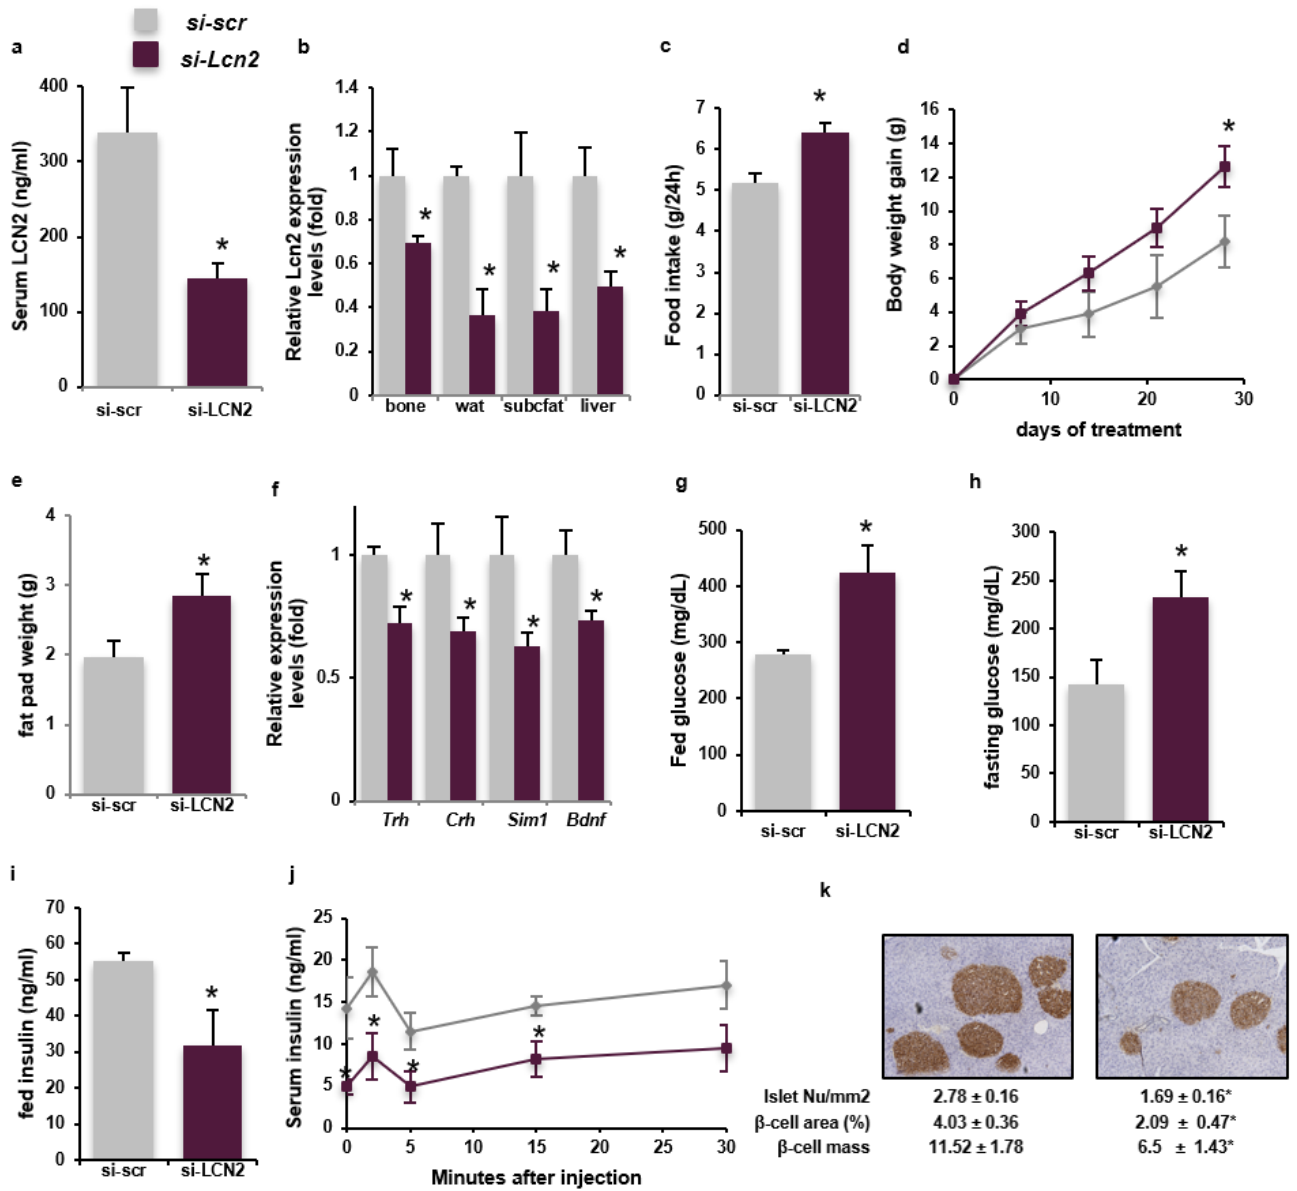 si-scr
si-Lcn2
a
Serum LCN2 (ng/ml)
400
300
200
100
0
*
si-scr
si-LCN2
b
Relative Lcn2 expression
levels (fold)
1.4
1.2
1
0.8
0.6
0.4
0.2
0
*
*
*
*
bone
wat
subcfat
liver
c
Food intake (g/24h)
7
6
5
4
3
2
1
0
*
si-scr
si-LCN2
d
Body weight gain (g)
16
14
12
10
8
6
4
2
0
*
0
10
20
30
days of treatment
e
fat pad weight (g)
4
3
2
1
0
*
si-scr
si-LCN2
f
Relative expression
levels (fold)
1
0.5
0
*
*
*
*
Trh
Crh
Sim1
Bdnf
g
Fed glucose (mg/dL)
500
400
300
200
100
0
*
si-scr
si-LCN2
h
fasting glucose (mg/dL)
300
250
200
150
100
50
0
*
si-scr
si-LCN2
i
fed insulin (ng/ml)
70
60
50
40
30
20
10
0
*
si-scr
si-LCN2
j
Serum insulin (ng/ml)
25
20
15
10
5
0
*
*
*
*
0
5
10
15
20
25
30
Minutes after injection
k
Islet Nu/mm2 2.78 ± 0.16 1.69 ± 0.16*
β-cell area (%) 4.03 ± 0.36 2.09 ± 0.47*
β-cell mass 11.52 ± 1.78 6.5 ± 1.43*